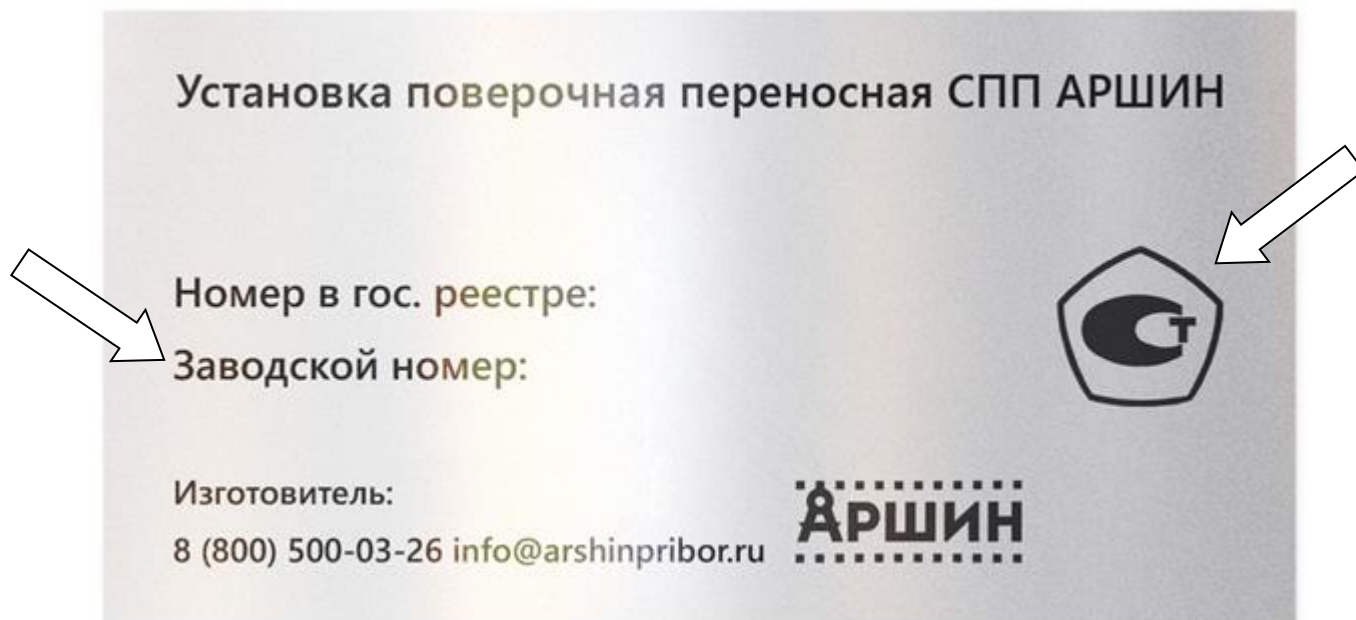 Установка поверочная переносная СПП АРШИН
Номер в гос. реестре:
Заводской номер:
Ст
Изготовитель:
8 (800) 500-03-26 info@arshinpribor.ru
АРШИН